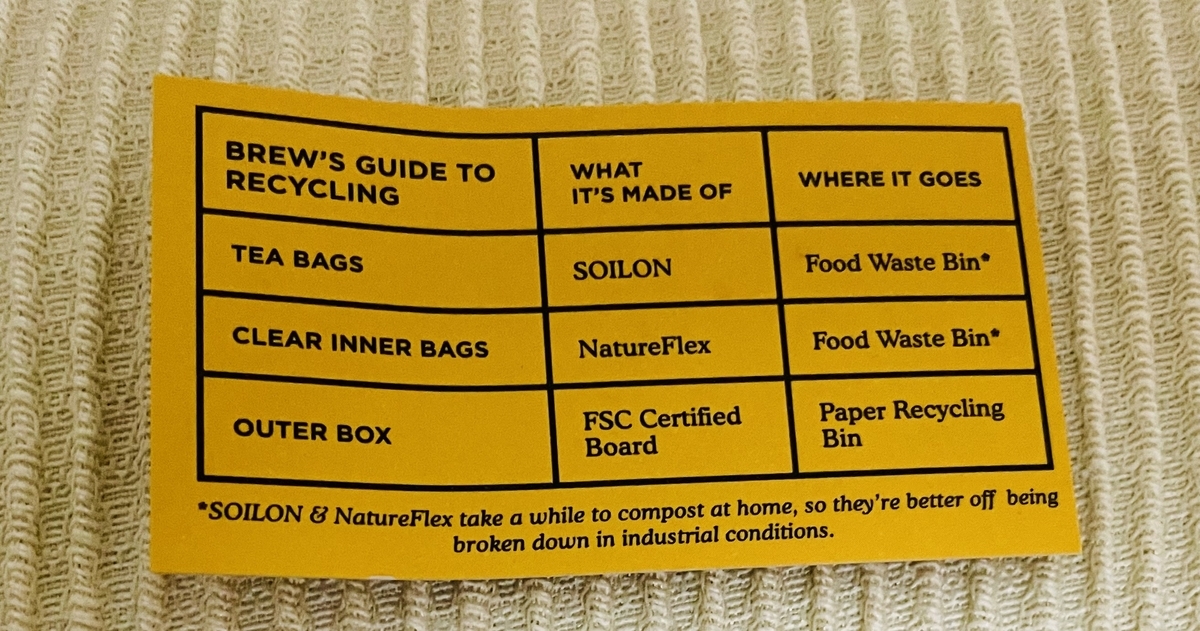 BREW'S GUIDE TO
RECYCLING
WHAT
IT'S MADE OF
WHERE IT GOES
TEA BAGS
SOILON
Food Waste Bin*
CLEAR INNER BAGS
NatureFlex
Food Waste Bin*
OUTER BOX
FSC Certified
Board
Paper Recycling
Bin
*SOILON & NatureFlex take a while to compost at home, so they're better off being
broken down in industrial conditions.